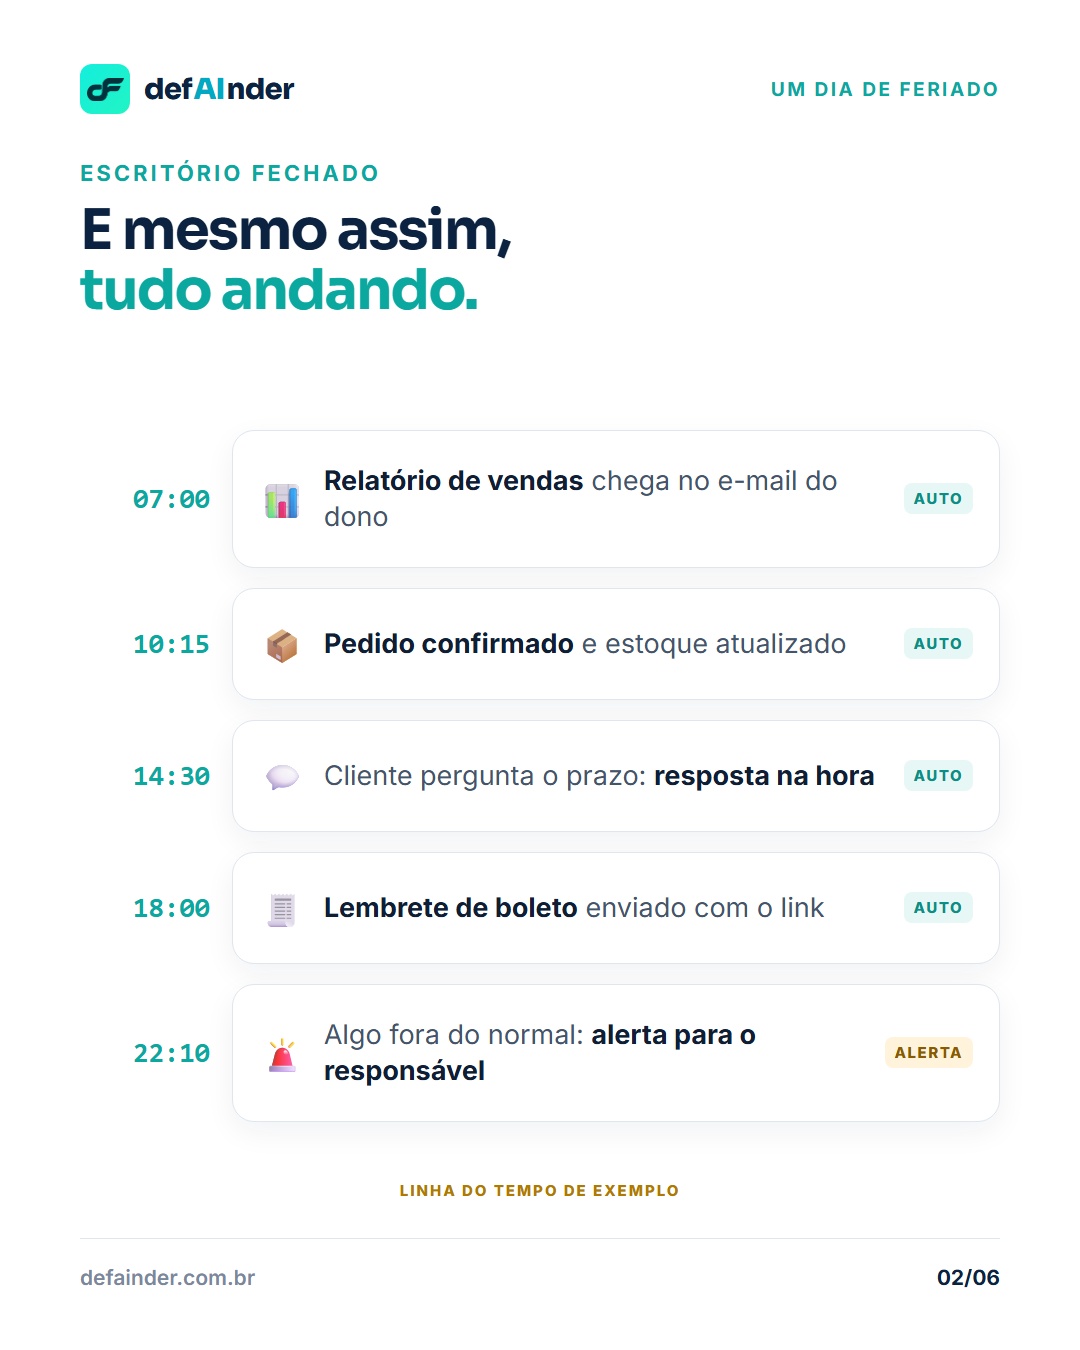 defAInder
UM DIA DE FERIADO
ESCRITÓRIO FECHADO
E mesmo assim,
tudo andando.
07:00
Relatório de vendas chega no e-mail do
dono
AUTO
10:15
Pedido confirmado e estoque atualizado
AUTO
14:30
Cliente pergunta o prazo: resposta na hora
AUTO
18:00
Lembrete de boleto enviado com o link
AUTO
22:10
Algo fora do normal: alerta para o
responsável
ALERTA
LINHA DO TEMPO DE EXEMPLO
defainder.com.br
02/06